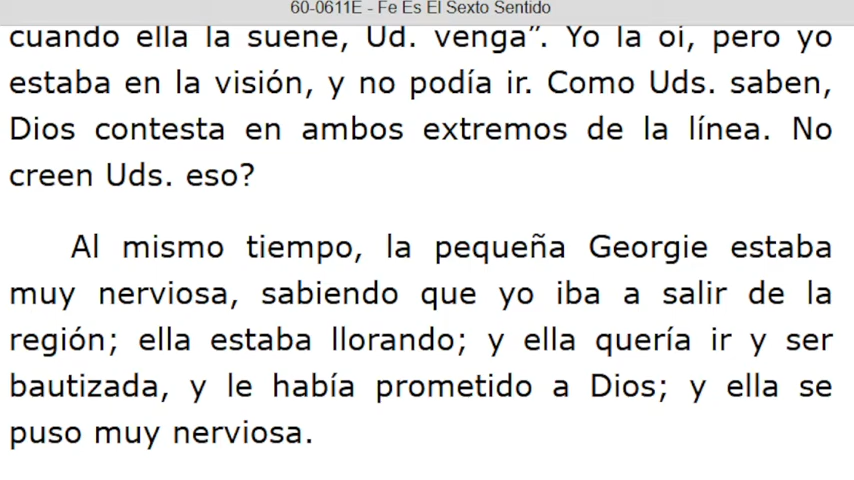 60-0611E - Fe Es El Sexto Sentido
cuando ella la suene, Ud. venga”. Yo la oí, pero yo
estaba en la visión, y no podía ir. Como Uds. saben,
Dios contesta en ambos extremos de la línea. No
creen Uds. eso?
Al mismo tiempo, la pequeña Georgie estaba
muy nerviosa, sabiendo que yo iba a salir de la
región; ella estaba llorando; y ella quería ir y ser
bautizada, y le había prometido a Dios; y ella se
puso muy nerviosa.